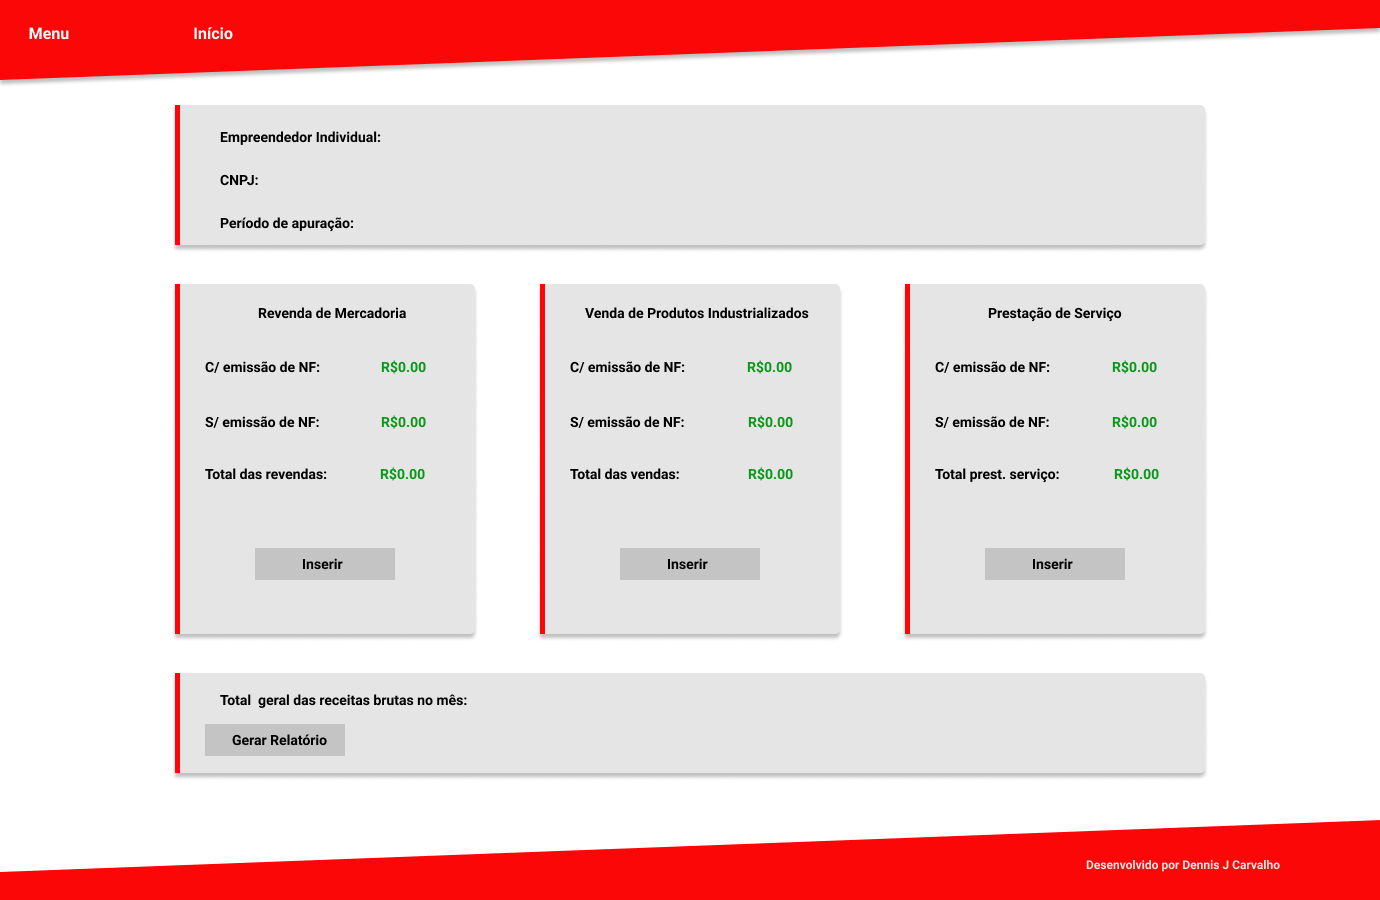 Menu Início
Empreendedor Individual:
CNPJ:
Período de apuração:
Revenda de Mercadoria
C/ emissão de NF: R$0.00
S/ emissão de NF: R$0.00
Total das revendas: R$0.00
Inserir
Venda de Produtos Industrializados
C/ emissão de NF: R$0.00
S/ emissão de NF: R$0.00
Total das vendas: R$0.00
Inserir
Prestação de Serviço
C/ emissão de NF: R$0.00
S/ emissão de NF: R$0.00
Total prest. serviço: R$0.00
Inserir
Total  geral das receitas brutas no mês:
Gerar Relatório
Desenvolvido por Dennis J Carvalho